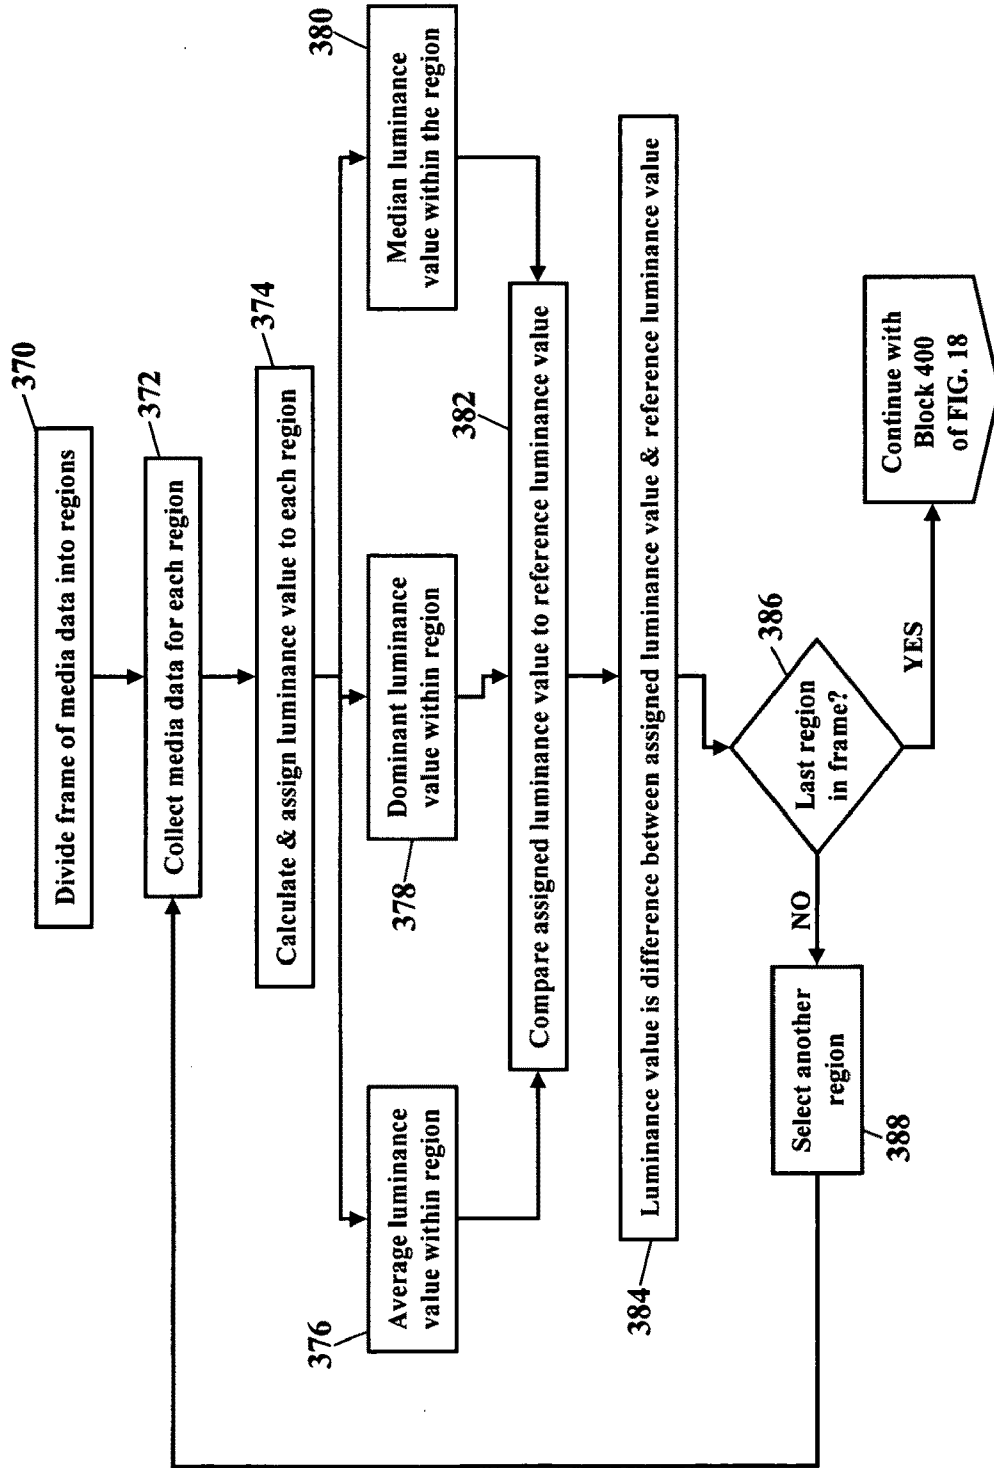 370
Divide frame of media data into regions
372
Collect media data for each region
374
Calculate & assign luminance value to each region
376
Average luminance
value within region
378
Dominant luminance
value within region
380
Median luminance
value within the region
382
Compare assigned luminance value to reference luminance value
384
Luminance value is difference between assigned luminance value & reference luminance value
386
Last region
in frame?
NO
YES
388
Select another
region
Continue with
Block 400
of FIG. 18